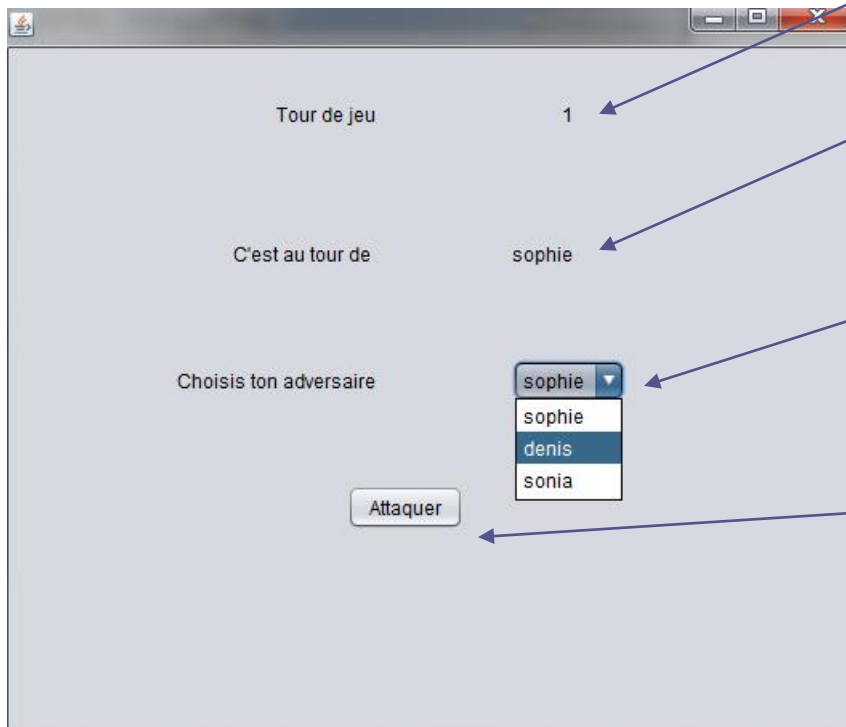 Tour de jeu 1
C'est au tour de sophie
Choisis ton adversaire sophie
sophie
denis
sonia
Attaquer